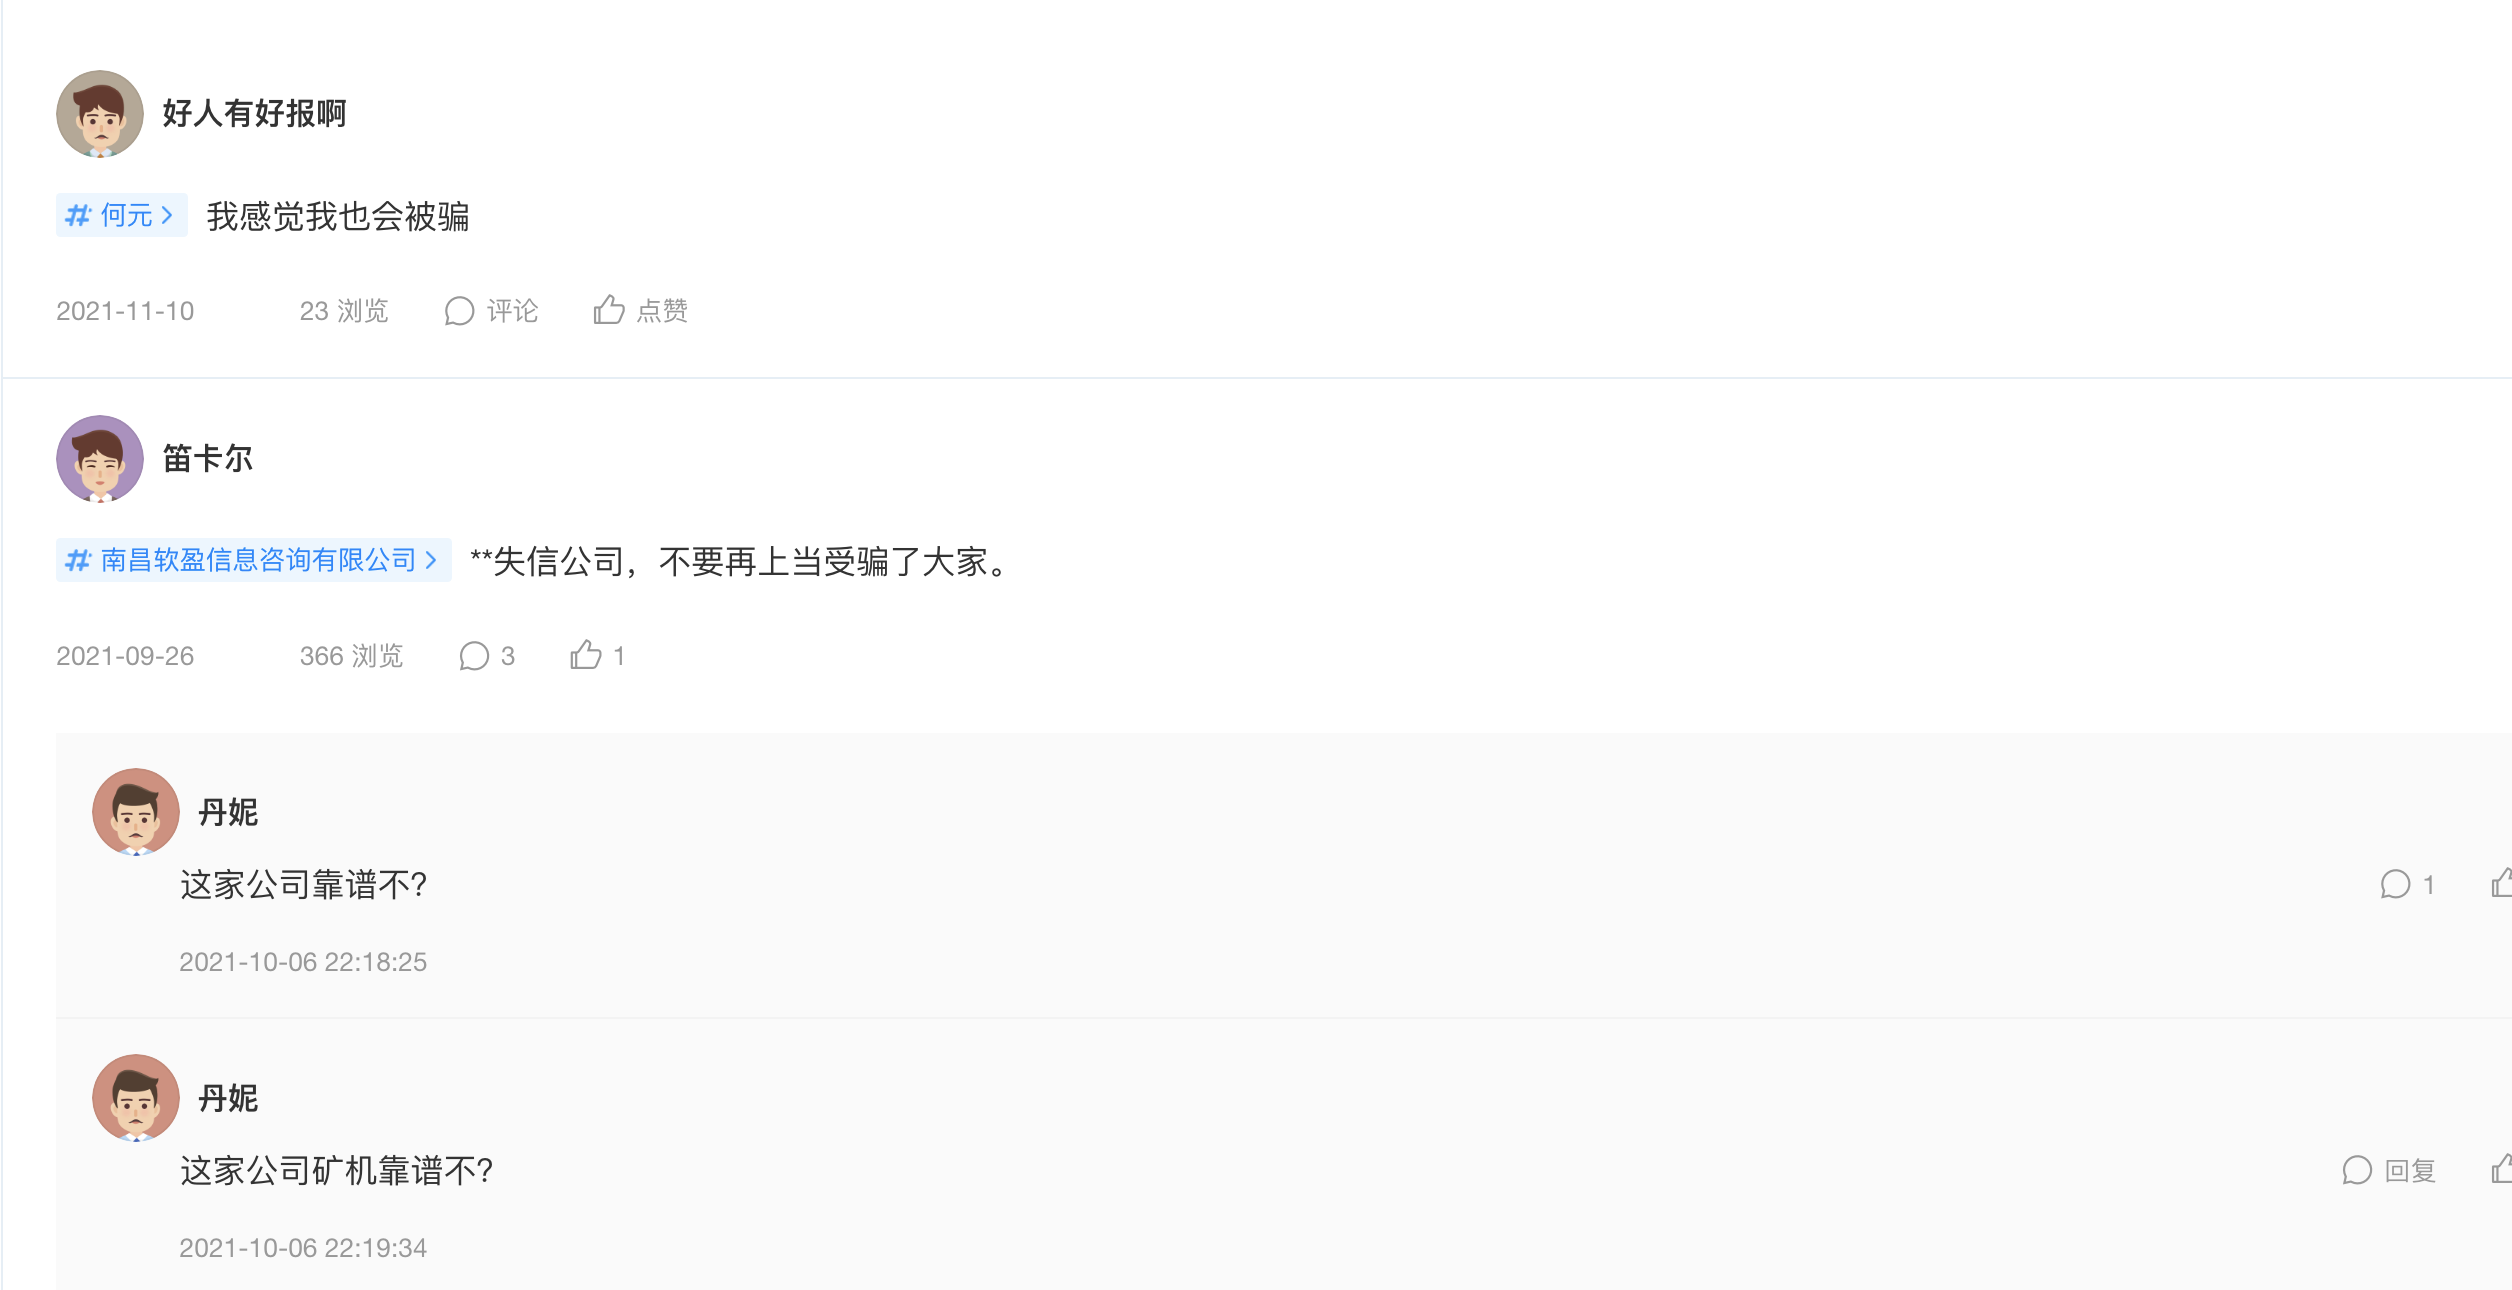 好人有好报啊
# 何元 > 我感觉我也会被骗
2021-11-10 23 浏览 评论 点赞
笛卡尔
# 南昌软盈信息咨询有限公司 > **失信公司，不要再上当受骗了大家。
2021-09-26 366 浏览 3 1
丹妮
这家公司靠谱不? 1
2021-10-06 22:18:25
丹妮
这家公司矿机靠谱不? 回复
2021-10-06 22:19:34